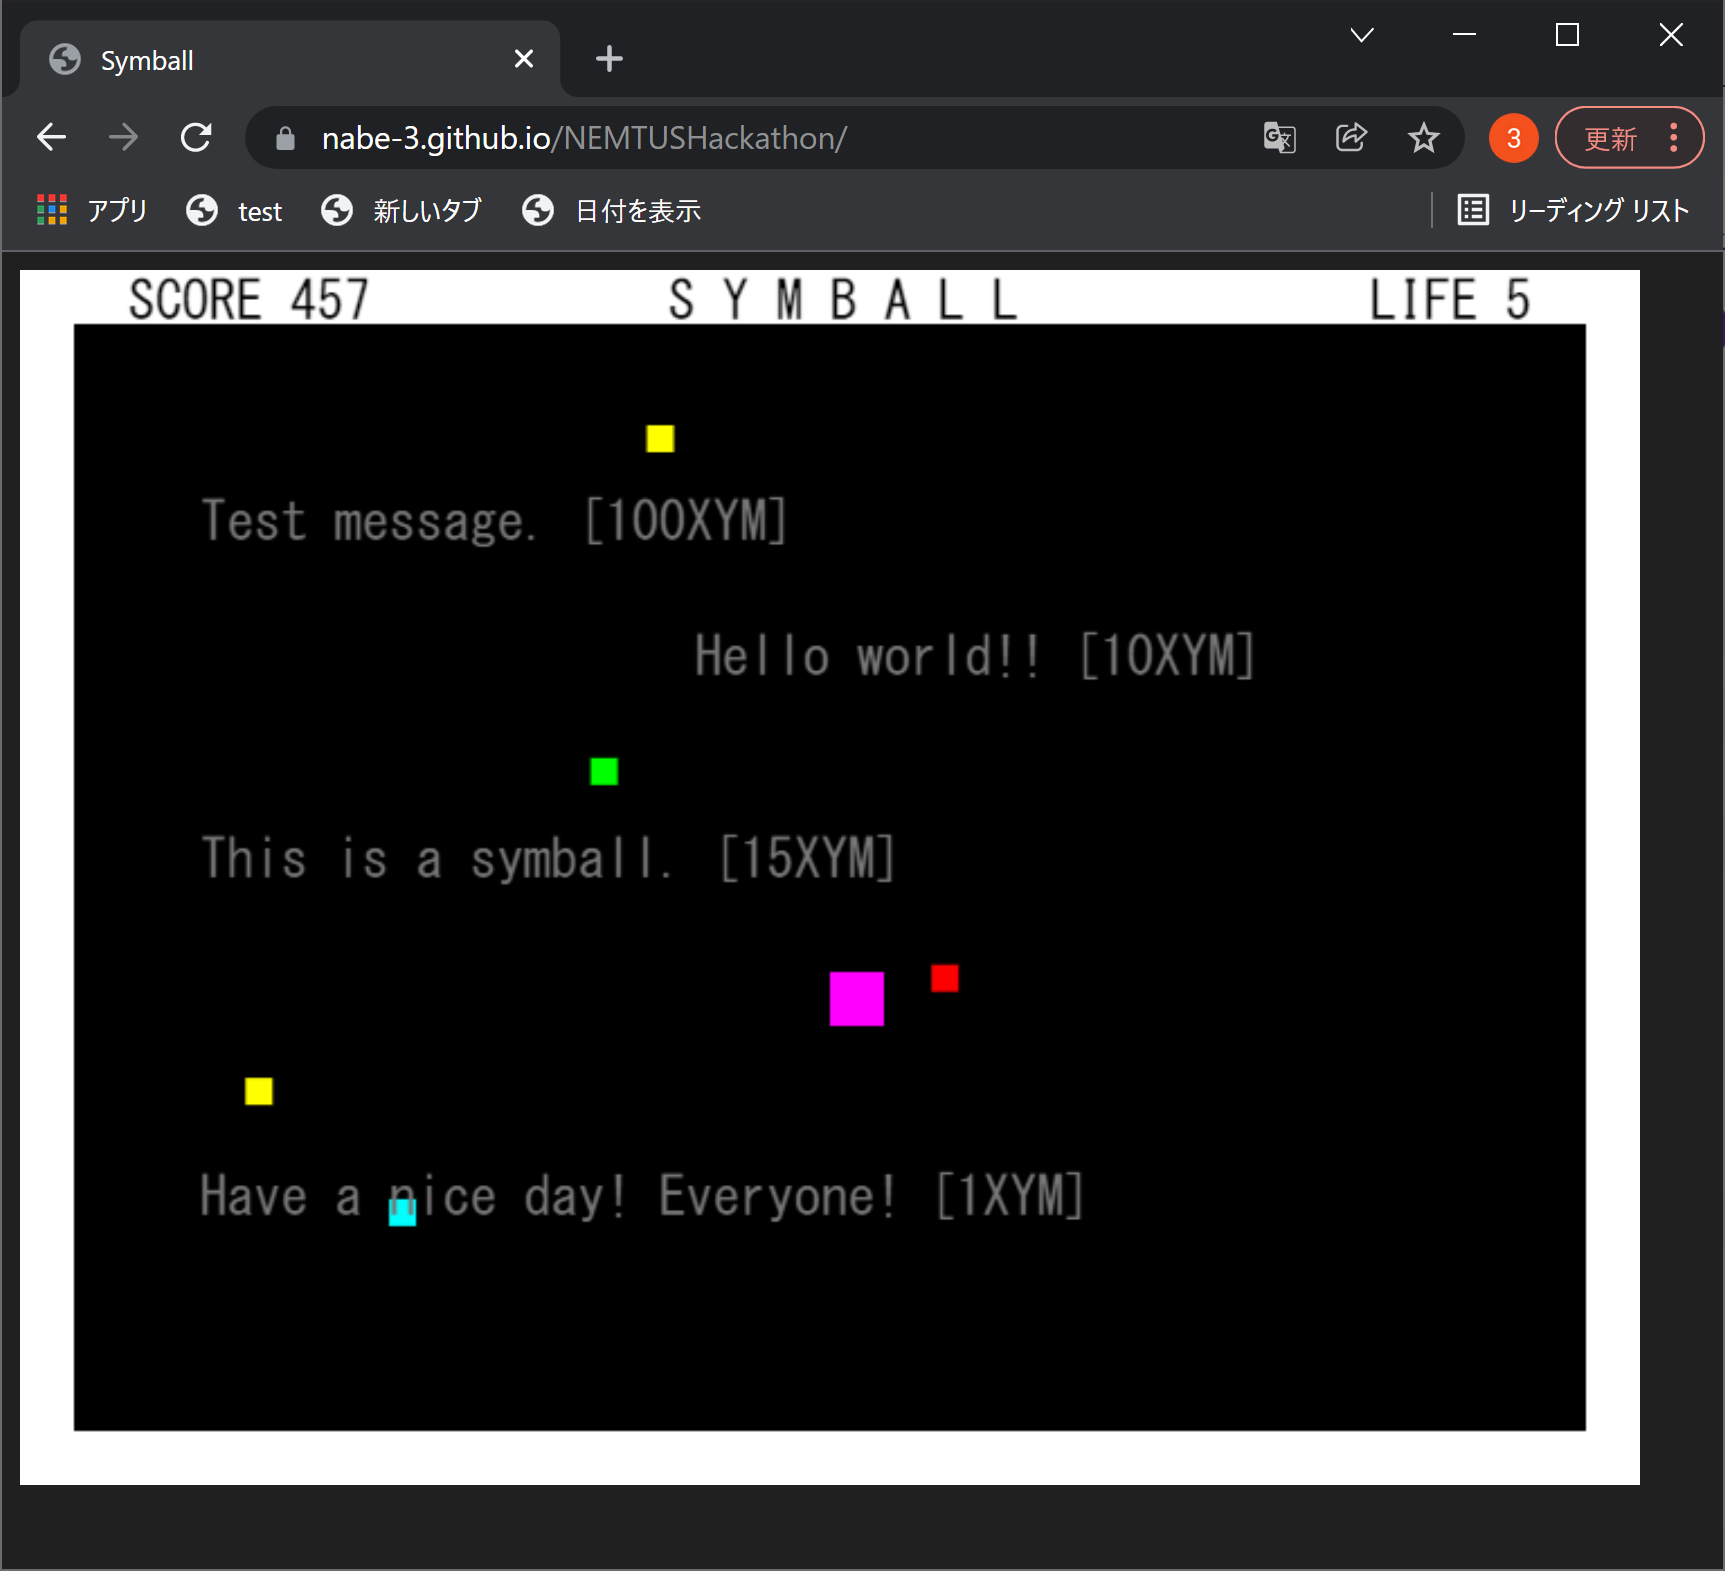 Symball
nabe-3.github.io/NEMTUSHackathon/
3
更新
アプリ
test
新しいタブ
日付を表示
リーディング リスト
SCORE 457
S Y M B A L L
LIFE 5
Test message. [100XYM]
Hello world!! [10XYM]
This is a symball. [15XYM]
Have a nice day! Everyone! [1XYM]